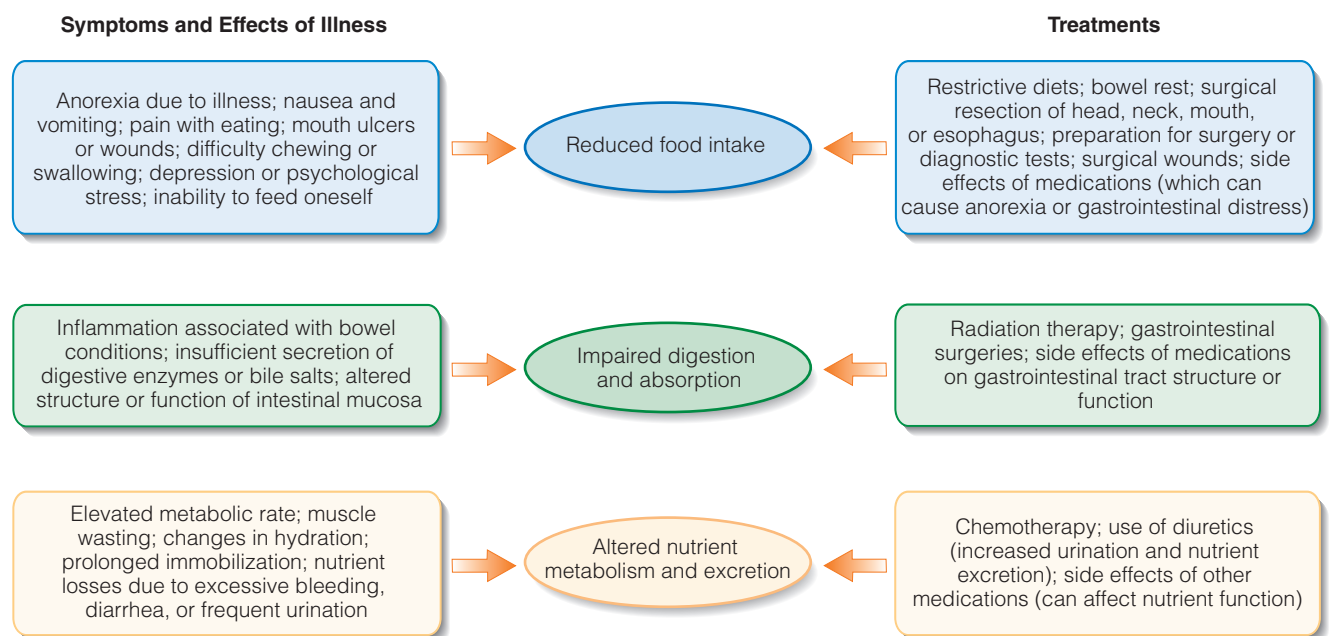 Symptoms and Effects of Illness
Treatments
Anorexia due to illness; nausea and
vomiting; pain with eating; mouth ulcers
or wounds; difficulty chewing or
swallowing; depression or psychological
stress; inability to feed oneself
Reduced food intake
Restrictive diets; bowel rest; surgical
resection of head, neck, mouth,
or esophagus; preparation for surgery or
diagnostic tests; surgical wounds; side
effects of medications (which can
cause anorexia or gastrointestinal distress)
Inflammation associated with bowel
conditions; insufficient secretion of
digestive enzymes or bile salts; altered
structure or function of intestinal mucosa
Impaired digestion
and absorption
Radiation therapy; gastrointestinal
surgeries; side effects of medications
on gastrointestinal tract structure or
function
Elevated metabolic rate; muscle
wasting; changes in hydration;
prolonged immobilization; nutrient
losses due to excessive bleeding,
diarrhea, or frequent urination
Altered nutrient
metabolism and excretion
Chemotherapy; use of diuretics
(increased urination and nutrient
excretion); side effects of other
medications (can affect nutrient function)